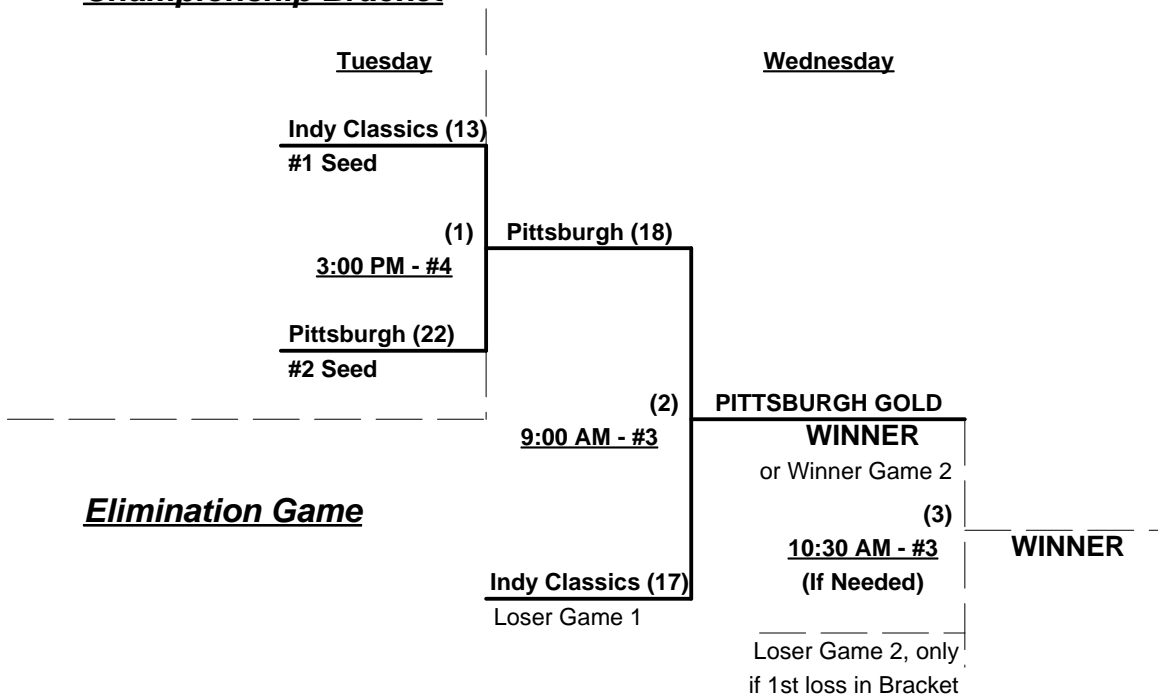 Championship Bracket
Tuesday
Wednesday
Indy Classics (13)
#1 Seed
(1)
Pittsburgh (18)
3:00 PM - #4
Pittsburgh (22)
#2 Seed
(2)
PITTSBURGH GOLD
9:00 AM - #3
WINNER
or Winner Game 2
Elimination Game
(3)
10:30 AM - #3
WINNER
(If Needed)
Indy Classics (17)
Loser Game 1
Loser Game 2, only
if 1st loss in Bracket